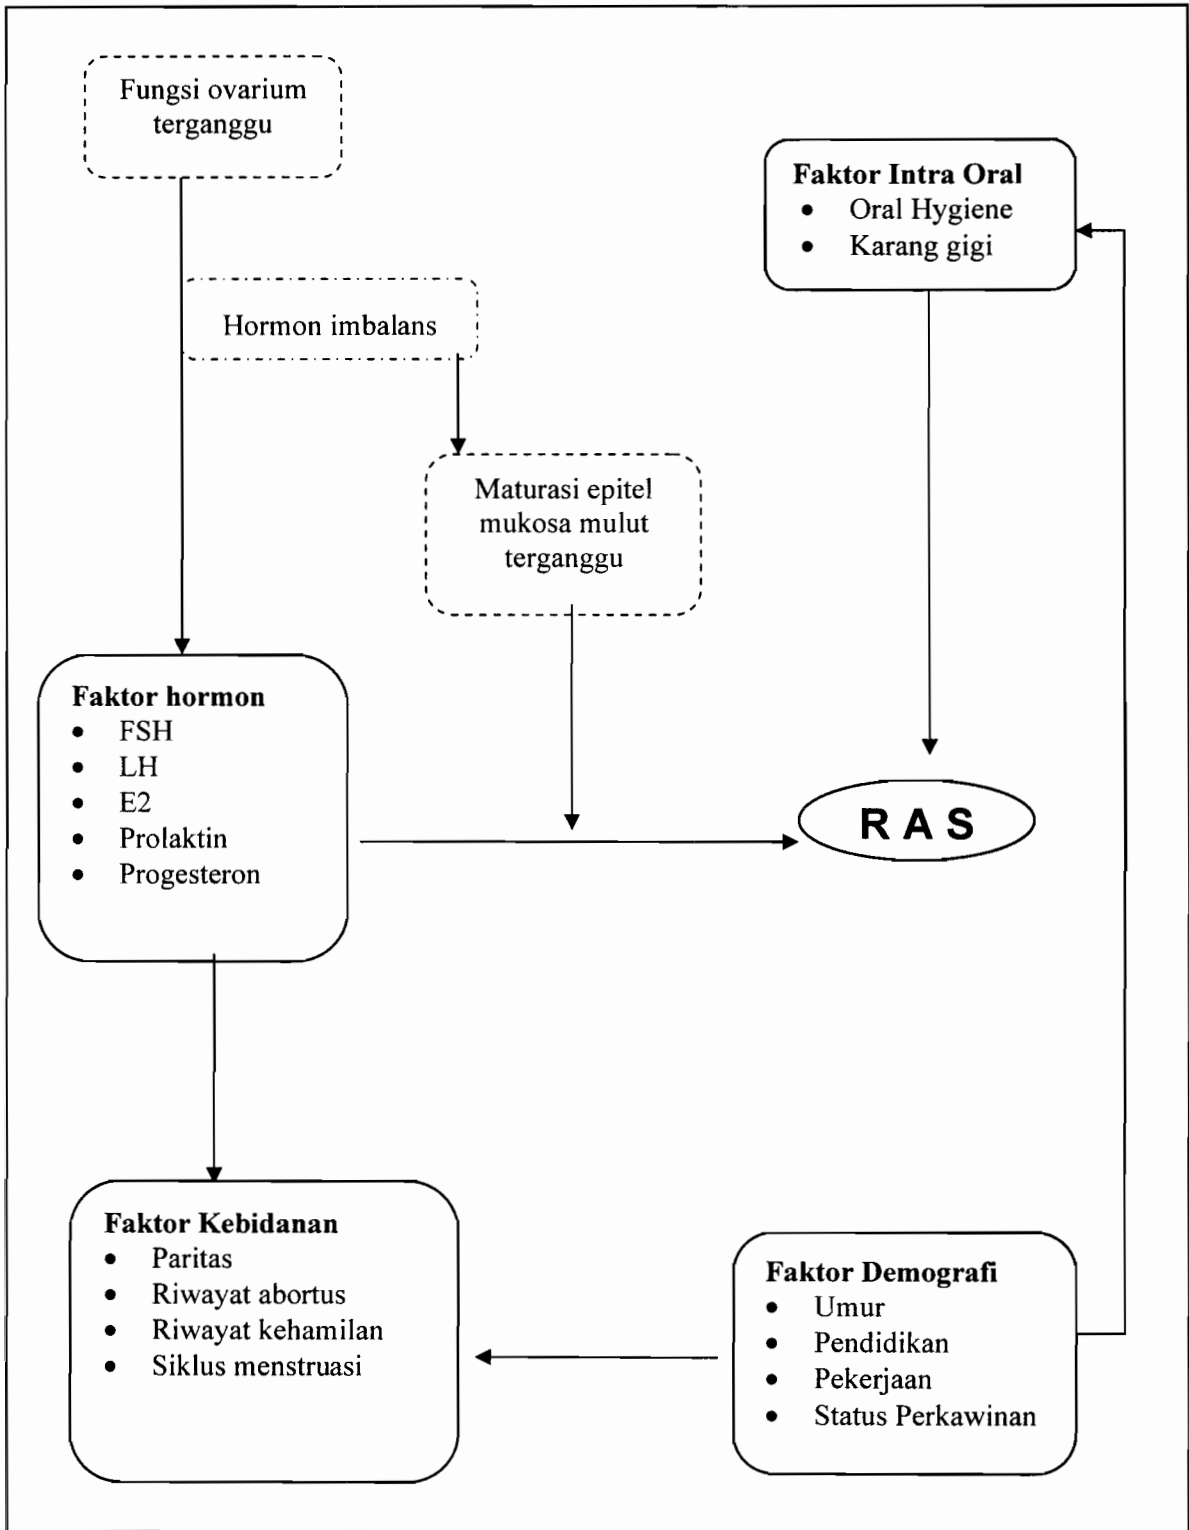 Fungsi ovarium
terganggu
Faktor Intra Oral
• Oral Hygiene
• Karang gigi
Hormon imbalans
Maturasi epitel
mukosa mulut
terganggu
Faktor hormon
• FSH
• LH
• E2
• Prolaktin
• Progesteron
R A S
Faktor Kebidanan
• Paritas
• Riwayat abortus
• Riwayat kehamilan
• Siklus menstruasi
Faktor Demografi
• Umur
• Pendidikan
• Pekerjaan
• Status Perkawinan